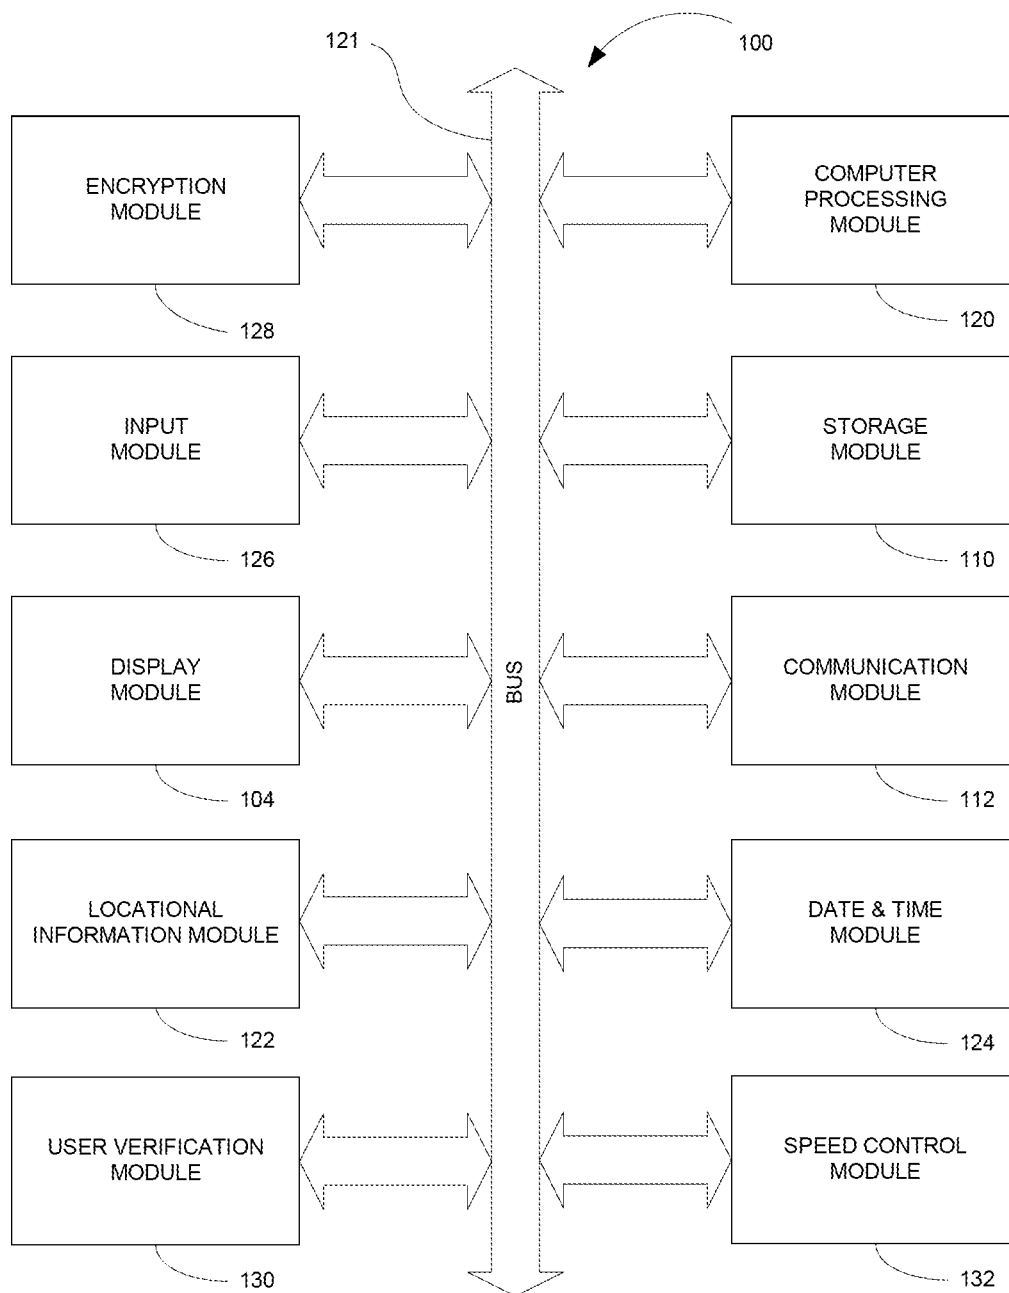 121
100
ENCRYPTION
MODULE
128
COMPUTER
PROCESSING
MODULE
120
INPUT
MODULE
126
STORAGE
MODULE
110
DISPLAY
MODULE
104
BUS
COMMUNICATION
MODULE
112
LOCATIONAL
INFORMATION MODULE
122
DATE & TIME
MODULE
124
USER VERIFICATION
MODULE
130
SPEED CONTROL
MODULE
132